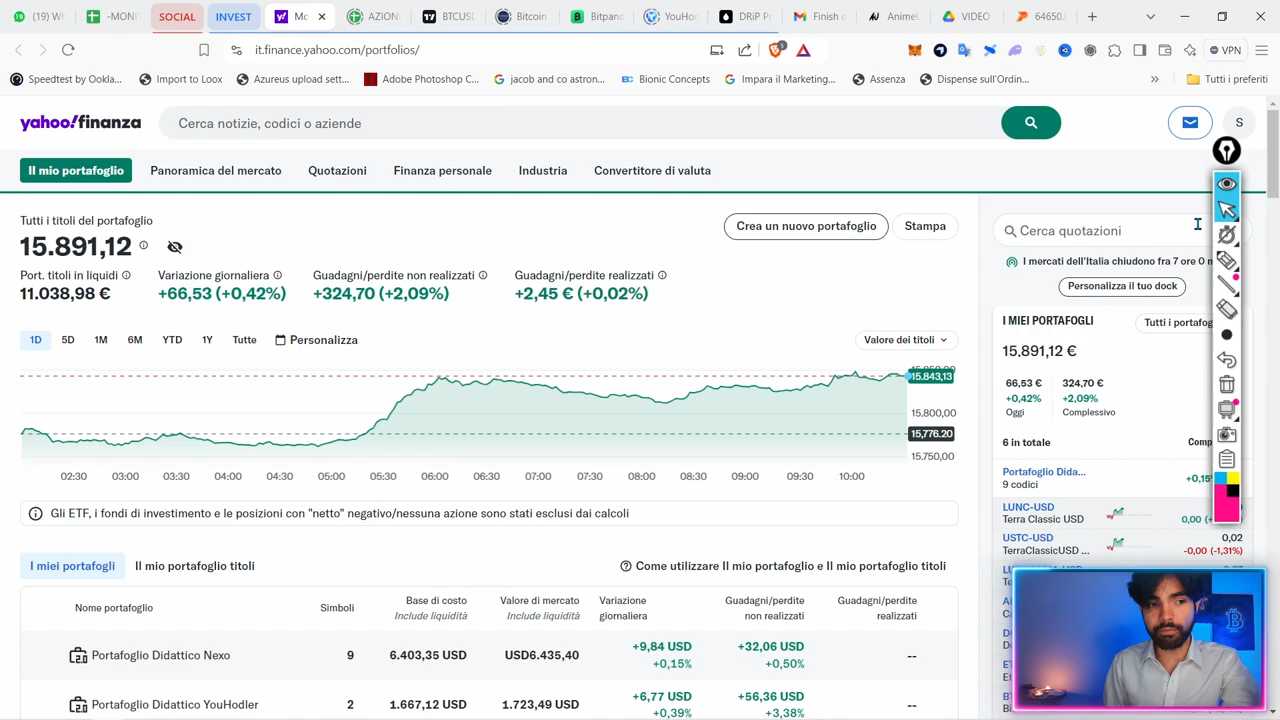 (19) W
-MONI
SOCIAL
INVEST
Mo
AZIONI
BTCUSD
Bitcoin
Bitpand
YouHo
DRiP P
Finish c
AnimeL
VIDEO
64650.
it.finance.yahoo.com/portfolios/
5
VPN
Speedtest by Ookla...
Import to Loox
Azureus upload sett...
Adobe Photoshop C...
jacob and co astron...
Bionic Concepts
Impara il Marketing...
Assenza
Dispense sull'Ordin...
Tutti i preferiti
yahoo!finanza
Cerca notizie, codici o aziende
S
Il mio portafoglio
Panoramica del mercato
Quotazioni
Finanza personale
Industria
Convertitore di valuta
Tutti i titoli del portafoglio
15.891,12
Crea un nuovo portafoglio
Stampa
Port. titoli in liquidi
Variazione giornaliera
Guadagni/perdite non realizzati
Guadagni/perdite realizzati
11.038,98 €
+66,53 (+0,42%)
+324,70 (+2,09%)
+2,45 € (+0,02%)
1D 5D 1M 6M YTD 1Y Tutte Personalizza
Valore dei titoli
15.843,13
15.800,00
15,776.20
15.750,00
02:30 03:00 03:30 04:00 04:30 05:00 05:30 06:00 06:30 07:00 07:30 08:00 08:30 09:00 09:30 10:00
Gli ETF, i fondi di investimento e le posizioni con "netto" negativo/nessuna azione sono stati esclusi dai calcoli
I miei portafogli
Il mio portafoglio titoli
Come utilizzare Il mio portafoglio e Il mio portafoglio titoli
Nome portafoglio
Simboli
Base di costo
Include liquidità
Valore di mercato
Include liquidità
Variazione
giornaliera
Guadagni/perdite
non realizzati
Guadagni/perdite
realizzati
Portafoglio Didattico Nexo
9
6.403,35 USD
USD6.435,40
+9,84 USD
+0,15%
+32,06 USD
+0,50%
--
Portafoglio Didattico YouHodler
2
1.667,12 USD
1.723,49 USD
+6,77 USD
+0,39%
+56,36 USD
+3,38%
--
Cerca quotazioni
I mercati dell'Italia chiudono fra 7 ore 0 m
Personalizza il tuo dock
I MIEI PORTAFOGLI
Tutti i portafog
15.891,12 €
66,53 €
+0,42%
Oggi
324,70 €
+2,09%
Complessivo
6 in totale
Comp
Portafoglio Dida...
9 codici
+0,15
LUNC-USD
Terra Classic USD
0,00
USTC-USD
TerraClassicUSD ...
0,02
-0,00 (-1,31%)